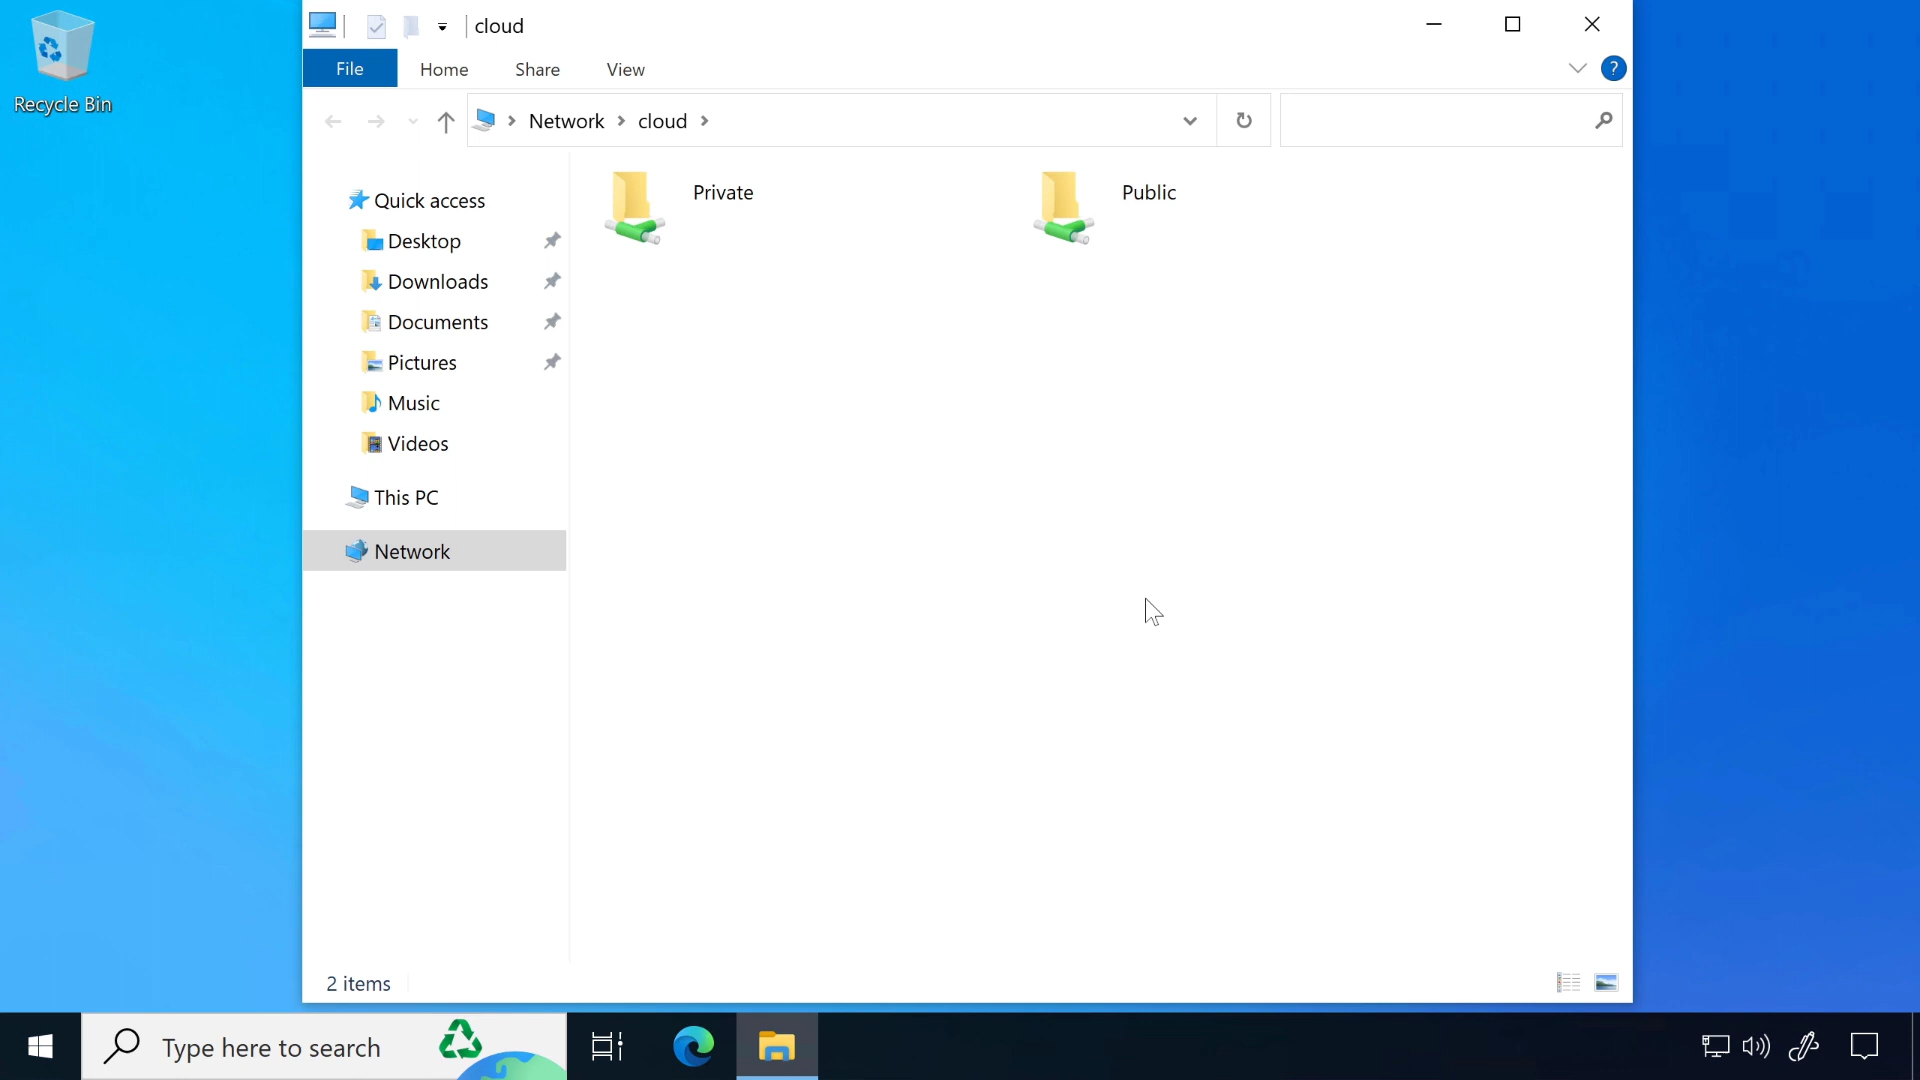 Recycle Bin
cloud
File
Home
Share
View
?
Network
cloud
Quick access
Desktop
Downloads
Documents
Pictures
Music
Videos
This PC
Network
Private
Public
2 items
Type here to search